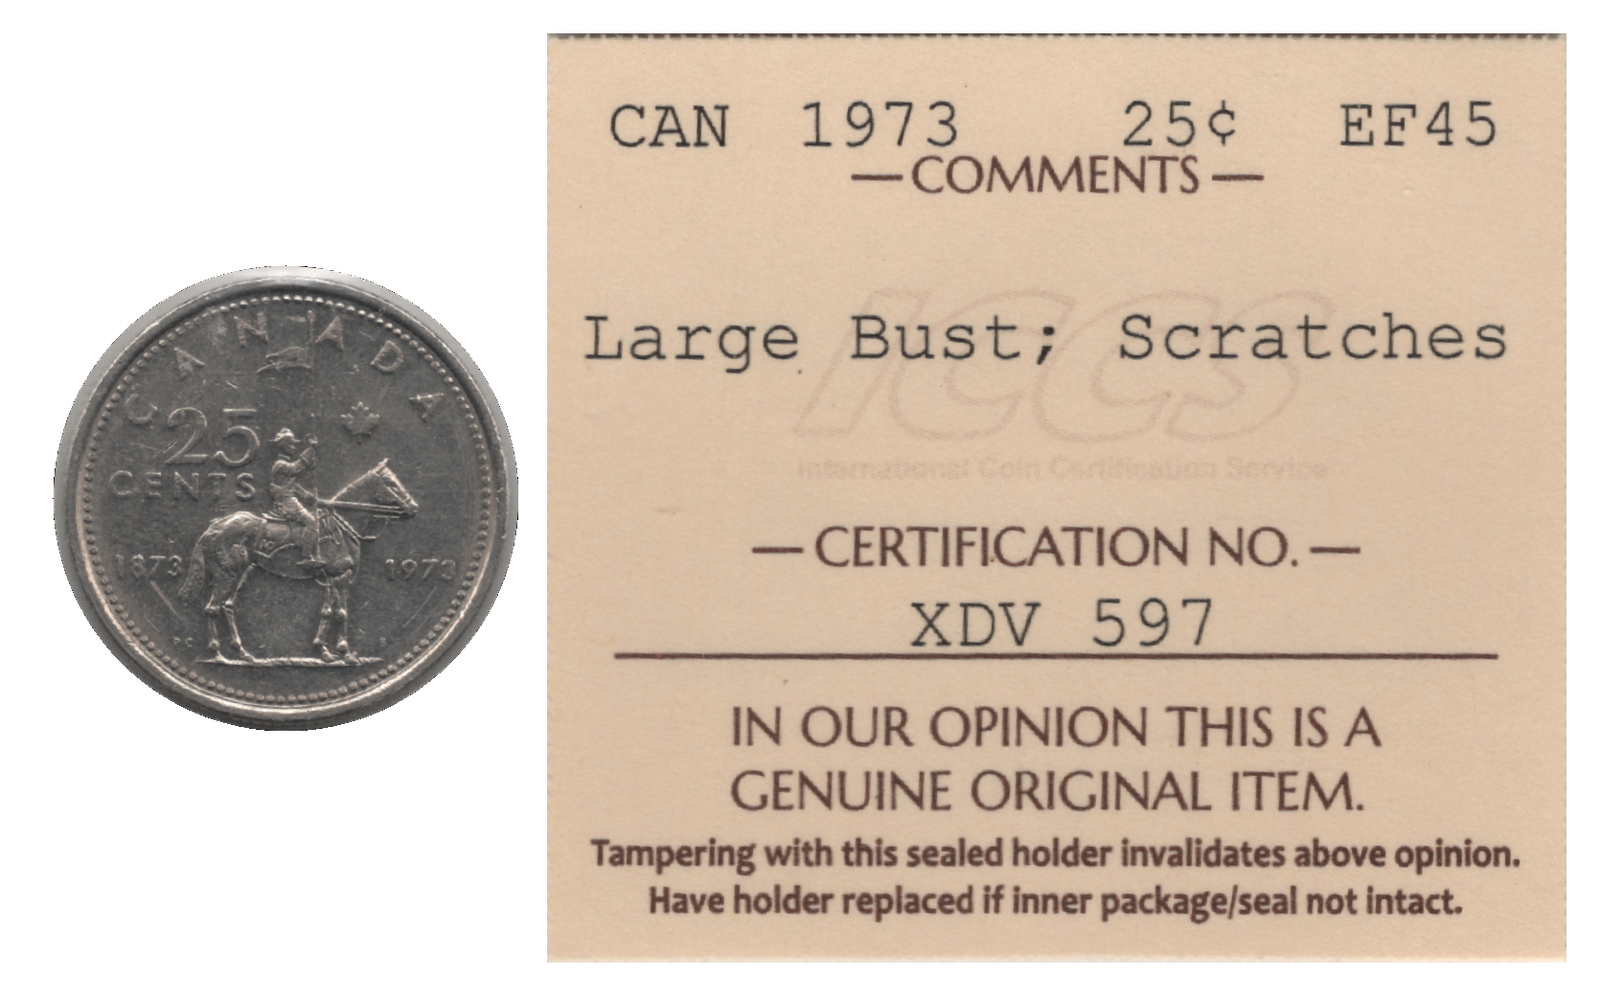 CANADA
25
CENTS
1873 1973
PC B
CAN 1973 25¢ EF45
— COMMENTS —
ICCS
Large Bust; Scratches
International Coin Certification Service
— CERTIFICATION NO. —
XDV 597
IN OUR OPINION THIS IS A
GENUINE ORIGINAL ITEM.
Tampering with this sealed holder invalidates above opinion.
Have holder replaced if inner package/seal not intact.